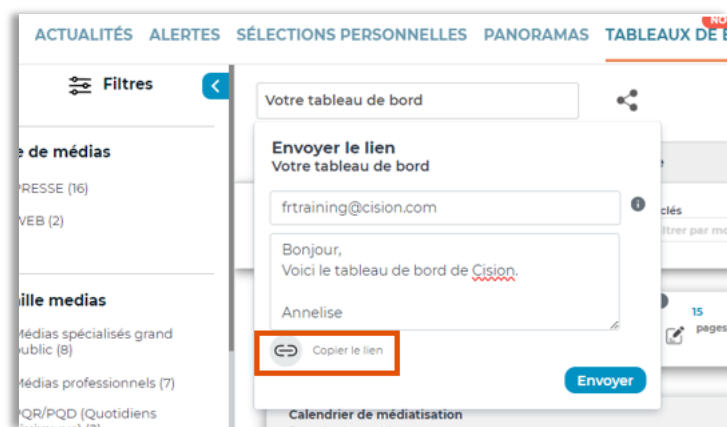 NO
ACTUALITÉS ALERTES SÉLECTIONS PERSONNELLES PANORAMAS TABLEAUX DE
Filtres
Votre tableau de bord
Envoyer le lien
Votre tableau de bord
de médias
PRESSE (16)
WEB (2)
frtraining@cision.com
clés
Bonjour,
Voici le tableau de bord de Cision.
Annelise
ille medias
Médias spécialisés grand
public (8)
Médias professionnels (7)
PQR/PQD (Quotidiens
15
pages
Copier le lien
Envoyer
Calendrier de médiatisation